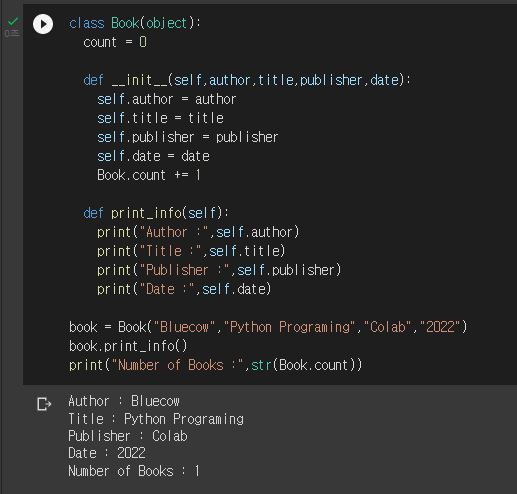 0초
class Book(object):
  count = 0

  def __init__(self,author,title,publisher,date):
    self.author = author
    self.title = title
    self.publisher = publisher
    self.date = date
    Book.count += 1

  def print_info(self):
    print("Author :",self.author)
    print("Title :",self.title)
    print("Publisher :",self.publisher)
    print("Date :",self.date)

book = Book("Bluecow","Python Programing","Colab","2022")
book.print_info()
print("Number of Books :",str(Book.count))
Author : Bluecow
Title : Python Programing
Publisher : Colab
Date : 2022
Number of Books : 1